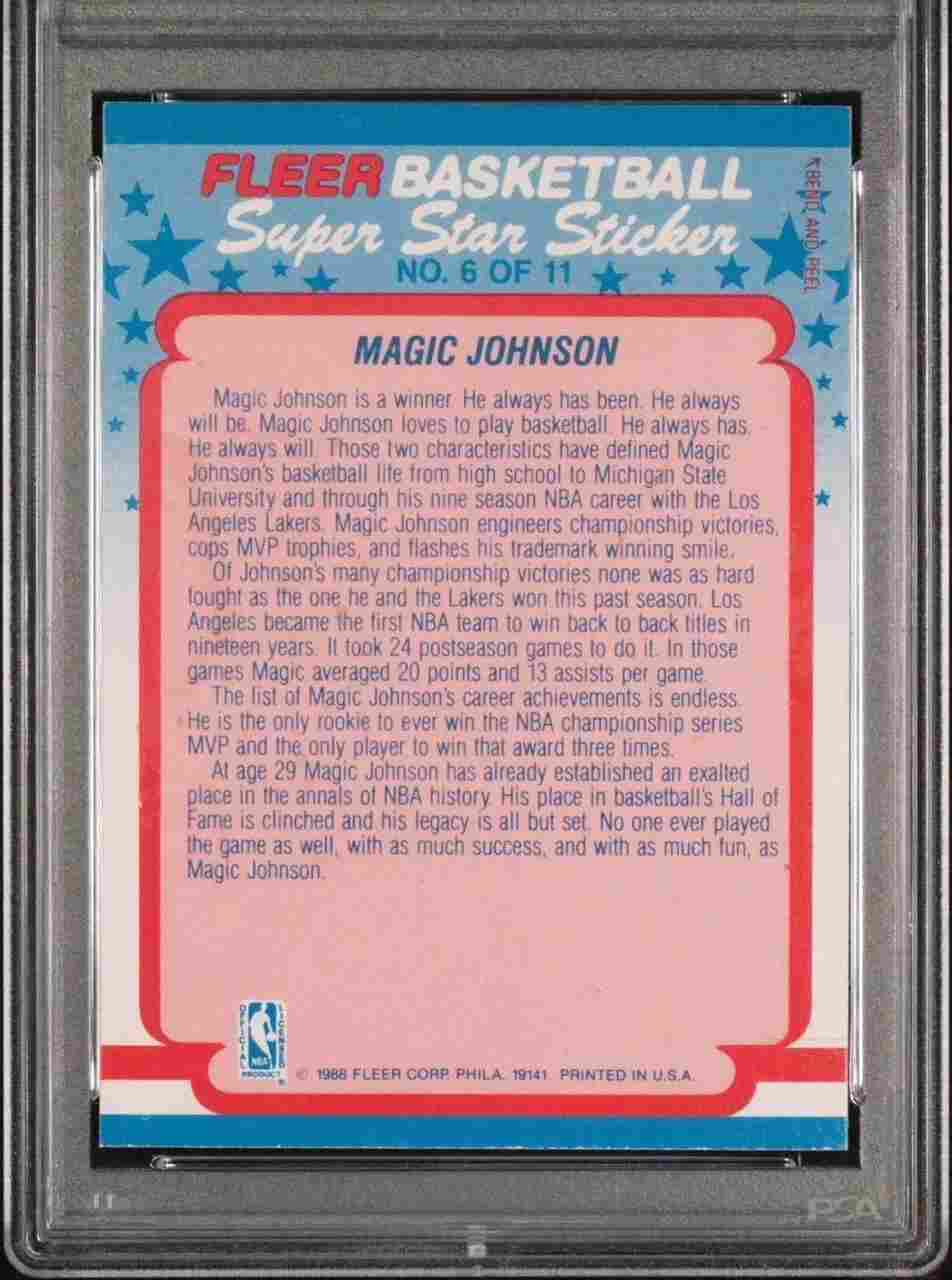 FLEER BASKETBALL
Super Star Sticker
NO. 6 OF 11
BEND AND PEEL
MAGIC JOHNSON
Magic Johnson is a winner. He always has been. He always
will be. Magic Johnson loves to play basketball. He always has.
He always will. Those two characteristics have defined Magic
Johnson's basketball life from high school to Michigan State
University and through his nine season NBA career with the Los
Angeles Lakers. Magic Johnson engineers championship victories,
cops MVP trophies, and flashes his trademark winning smile.
Of Johnson's many championship victories none was as hard
fought as the one he and the Lakers won this past season. Los
Angeles became the first NBA team to win back to back titles in
nineteen years. It took 24 postseason games to do it. In those
games Magic averaged 20 points and 13 assists per game.
The list of Magic Johnson's career achievements is endless.
He is the only rookie to ever win the NBA championship series
MVP and the only player to win that award three times.
At age 29 Magic Johnson has already established an exalted
place in the annals of NBA history. His place in basketball's Hall of
Fame is clinched and his legacy is all but set. No one ever played
the game as well, with as much success, and with as much fun, as
Magic Johnson.
OFFICIAL LICENSED
NBA
PRODUCT ®
© 1988 FLEER CORP. PHILA. 19141 PRINTED IN U.S.A.
PSA